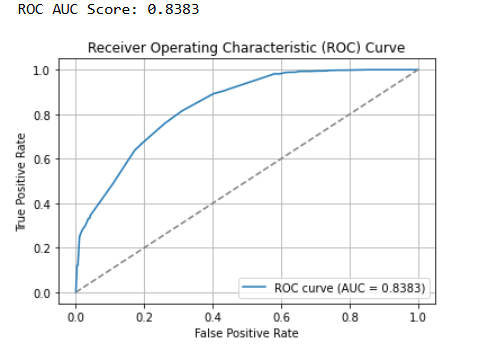 ROC AUC Score: 0.8383
Receiver Operating Characteristic (ROC) Curve
1.0
0.8
0.6
0.4
0.2
0.0
True Positive Rate
ROC curve (AUC = 0.8383)
0.0 0.2 0.4 0.6 0.8 1.0
False Positive Rate